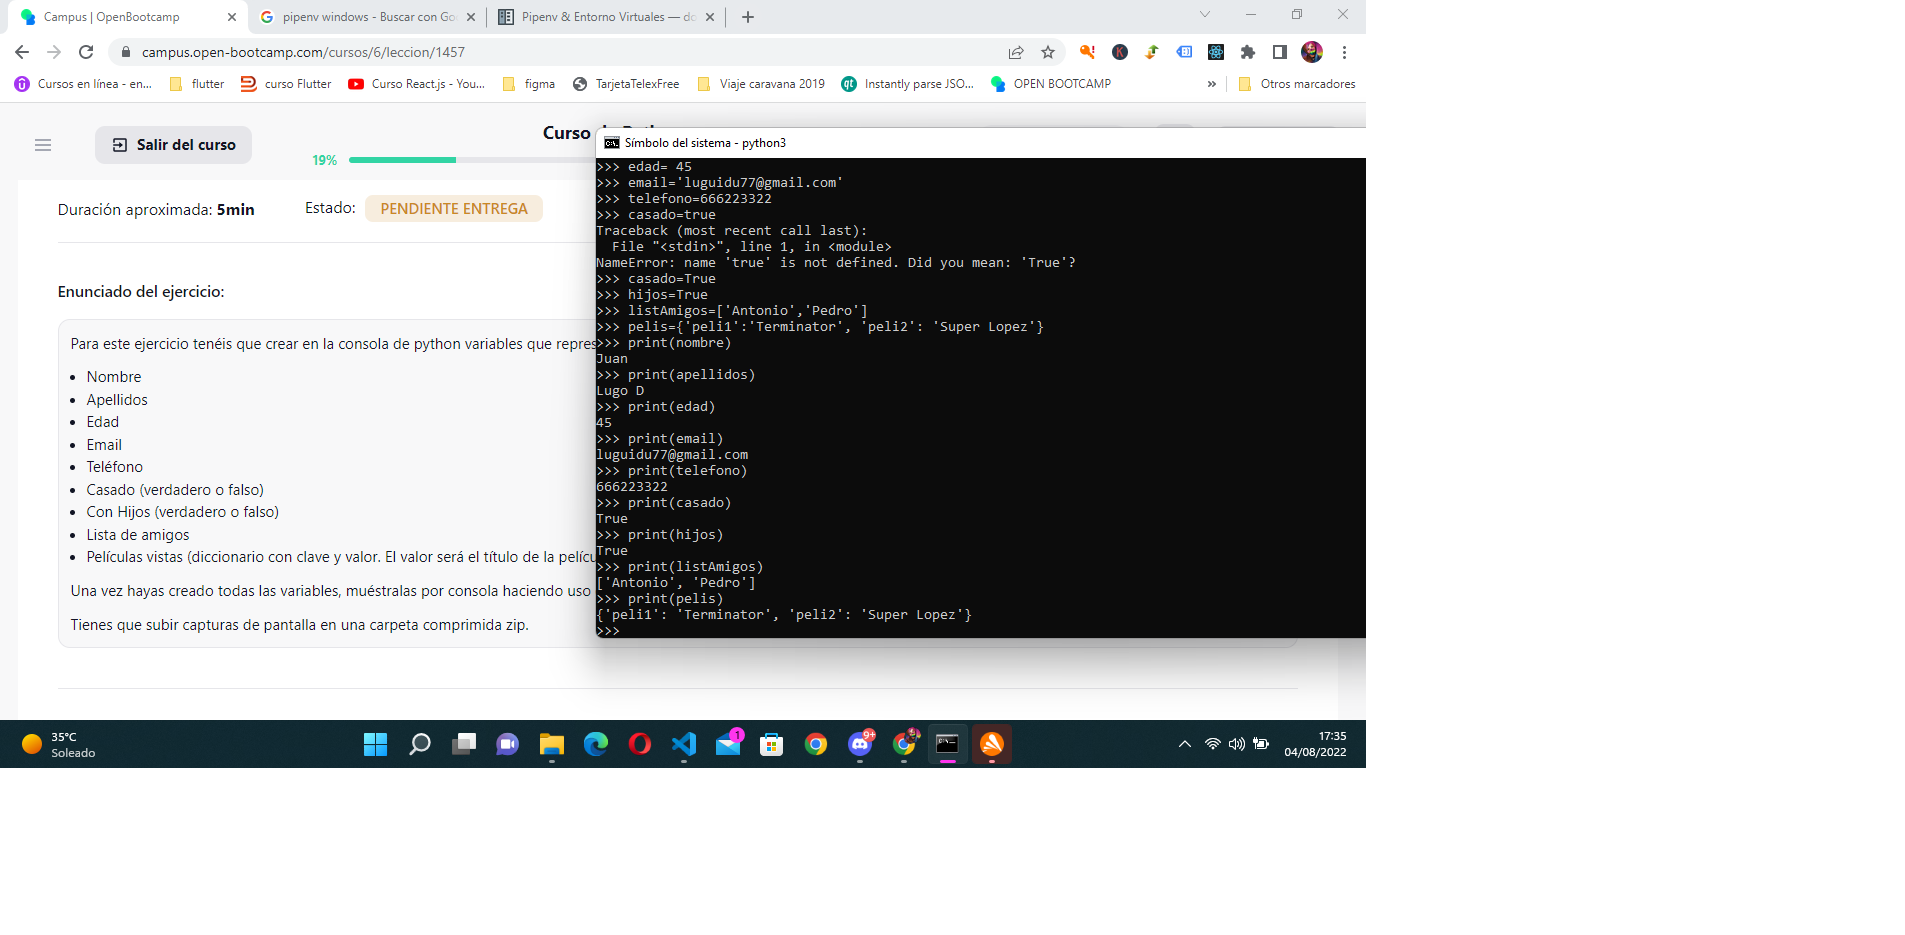 Campus | OpenBootcamp
pipenv windows - Buscar con Go
Pipenv & Entorno Virtuales — do
campus.open-bootcamp.com/cursos/6/leccion/1457
Cursos en línea - en...
flutter
curso Flutter
Curso React.js - You...
figma
TarjetaTelexFree
Viaje caravana 2019
Instantly parse JSO...
OPEN BOOTCAMP
»
Otros marcadores
Salir del curso
Curso
19%
Duración aproximada: 5min
Estado:
PENDIENTE ENTREGA
Enunciado del ejercicio:
Para este ejercicio tenéis que crear en la consola de python variables que repres
• Nombre
• Apellidos
• Edad
• Email
• Teléfono
• Casado (verdadero o falso)
• Con Hijos (verdadero o falso)
• Lista de amigos
• Películas vistas (diccionario con clave y valor. El valor será el título de la pelícu
Una vez hayas creado todas las variables, muéstralas por consola haciendo uso
Tienes que subir capturas de pantalla en una carpeta comprimida zip.
Símbolo del sistema - python3
>>> edad= 45
>>> email='luguidu77@gmail.com'
>>> telefono=666223322
>>> casado=true
Traceback (most recent call last):
  File "<stdin>", line 1, in <module>
NameError: name 'true' is not defined. Did you mean: 'True'?
>>> casado=True
>>> hijos=True
>>> listAmigos=['Antonio','Pedro']
>>> pelis={'peli1':'Terminator', 'peli2': 'Super Lopez'}
>>> print(nombre)
Juan
>>> print(apellidos)
Lugo D
>>> print(edad)
45
>>> print(email)
luguidu77@gmail.com
>>> print(telefono)
666223322
>>> print(casado)
True
>>> print(hijos)
True
>>> print(listAmigos)
['Antonio', 'Pedro']
>>> print(pelis)
{'peli1': 'Terminator', 'peli2': 'Super Lopez'}
>>>
35°C
Soleado
1
9+
17:35
04/08/2022